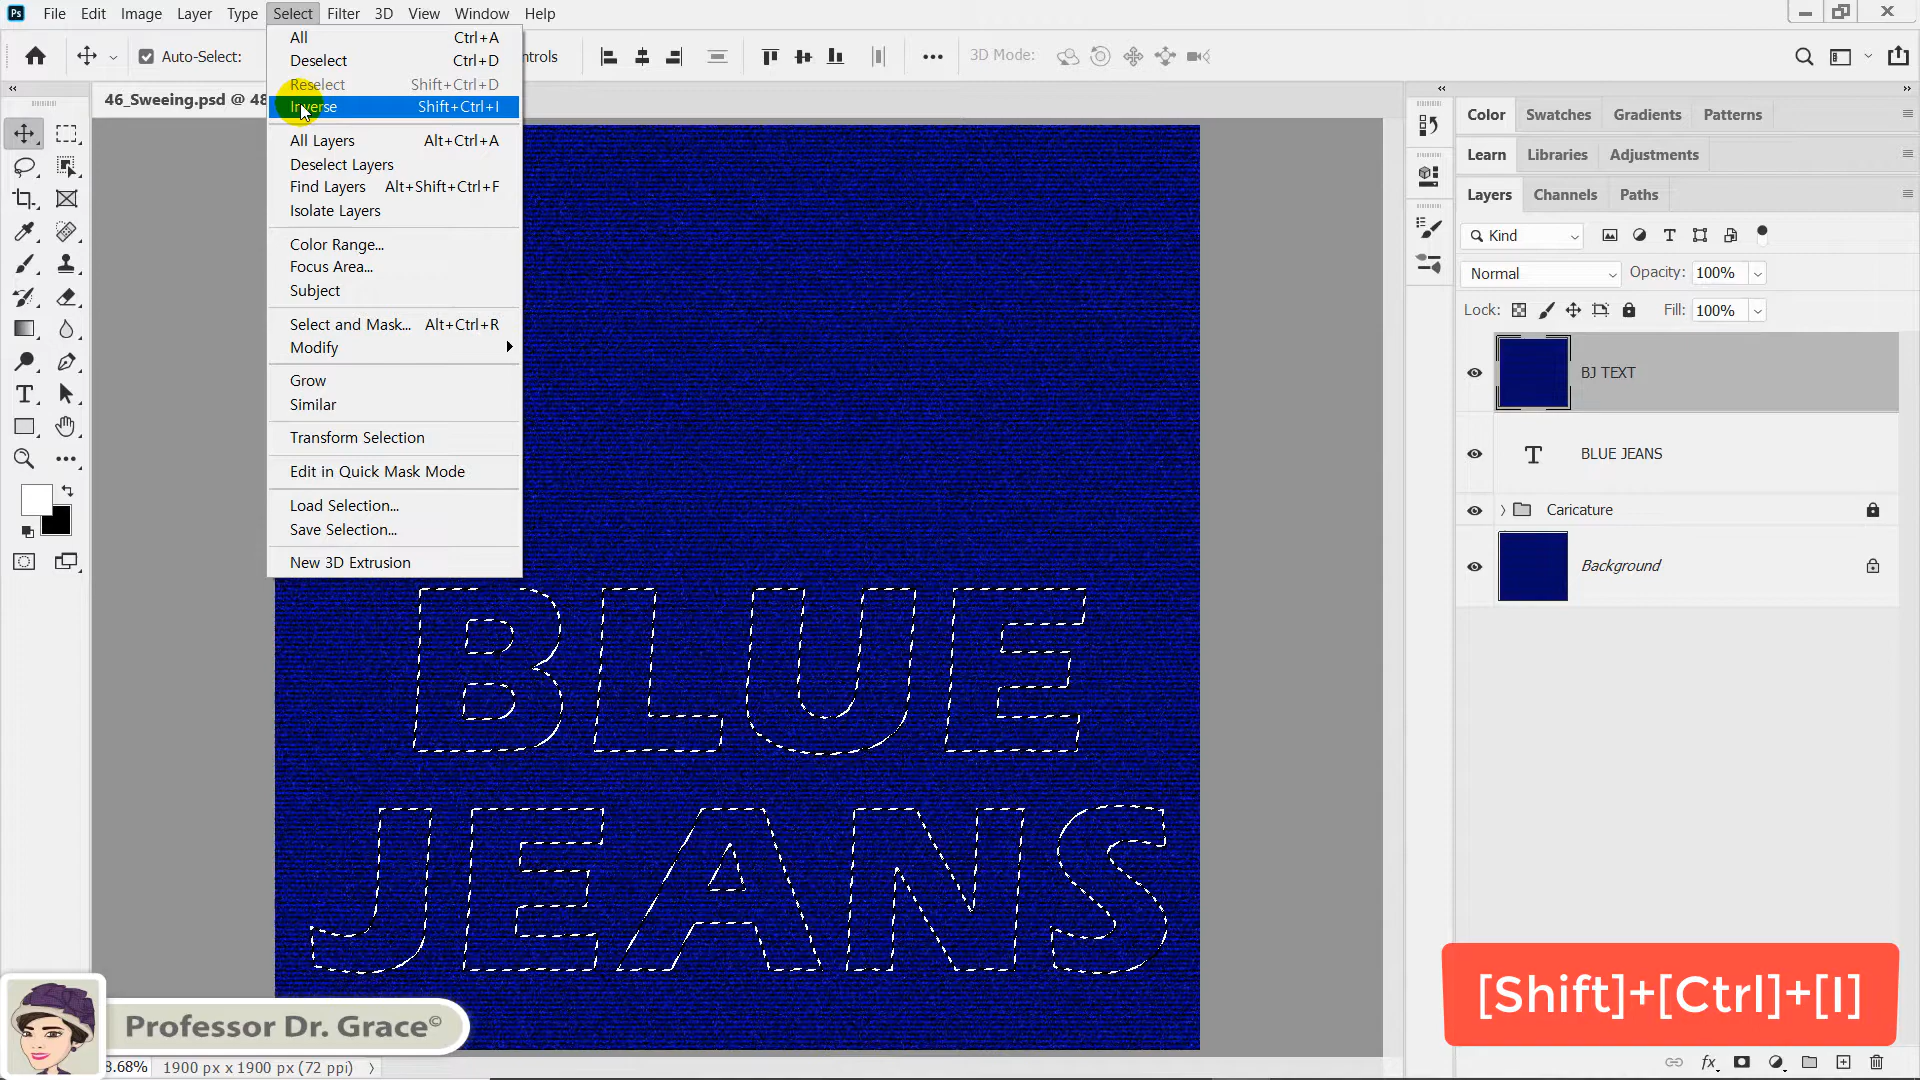 Ps File Edit Image Layer Type Select Filter 3D View Window Help
Auto-Select: 3D Mode:
46_Sweeing.psd @ 48
All Ctrl+A
Deselect Ctrl+D
Reselect Shift+Ctrl+D
Inverse Shift+Ctrl+I
All Layers Alt+Ctrl+A
Deselect Layers
Find Layers Alt+Shift+Ctrl+F
Isolate Layers
Color Range...
Focus Area...
Subject
Select and Mask... Alt+Ctrl+R
Modify
Grow
Similar
Transform Selection
Edit in Quick Mask Mode
Load Selection...
Save Selection...
New 3D Extrusion
BLUE
JEANS
Color Swatches Gradients Patterns
Learn Libraries Adjustments
Layers Channels Paths
Kind
Normal Opacity: 100%
Lock: Fill: 100%
BJ TEXT
T BLUE JEANS
Caricature
Background
[Shift]+[Ctrl]+[I]
Professor Dr. Grace©
8.68% 1900 px x 1900 px (72 ppi)
fx